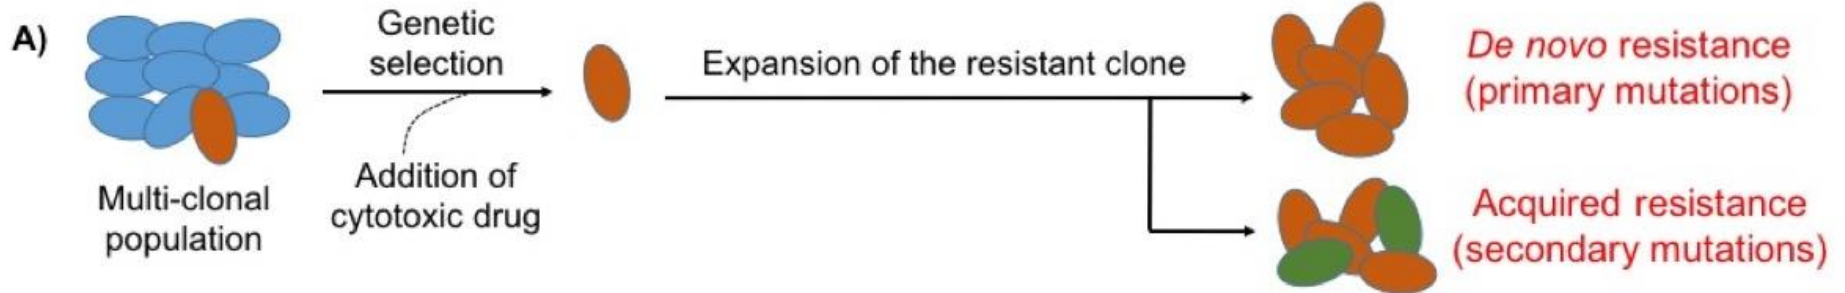 A)
Multi-clonal
population
Genetic
selection
Addition of
cytotoxic drug
Expansion of the resistant clone
De novo resistance
(primary mutations)
Acquired resistance
(secondary mutations)